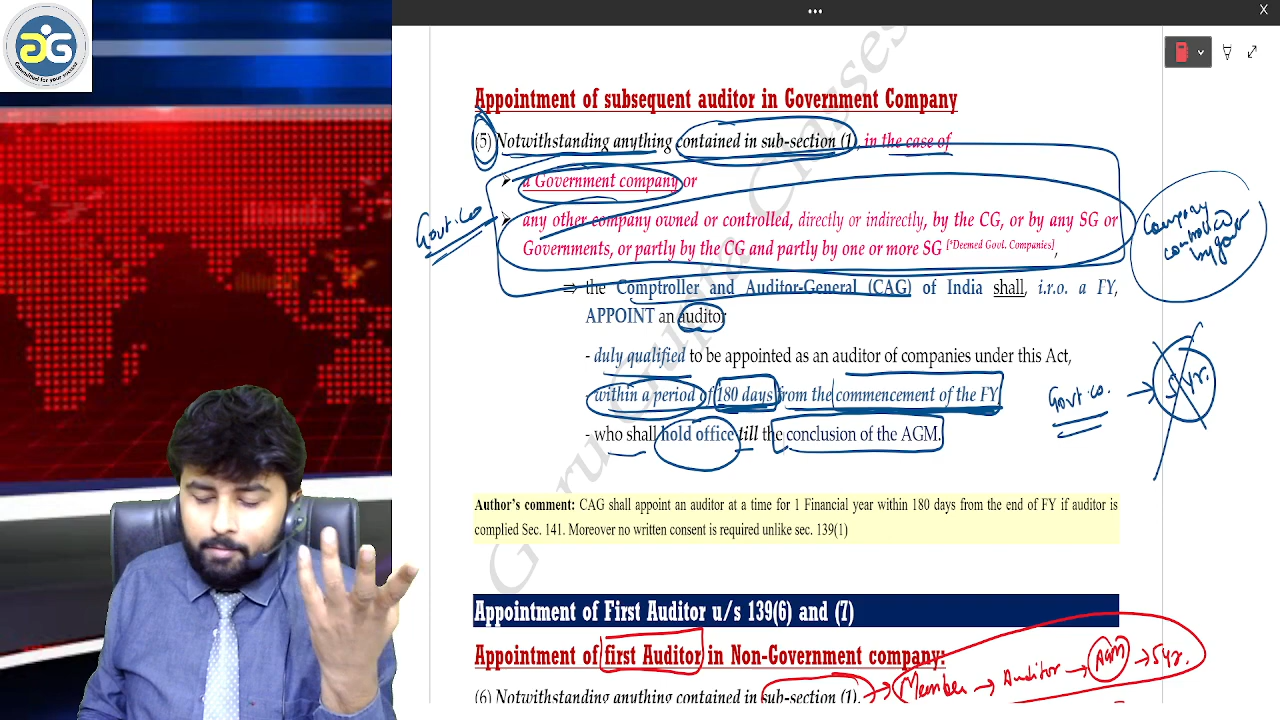 GG
Committed for your success
•••
X
Appointment of subsequent auditor in Government Company
(5) Notwithstanding anything contained in sub-section (1), in the case of
➢ a Government company or
➢ any other company owned or controlled, directly or indirectly, by the CG, or by any SG or
Governments, or partly by the CG and partly by one or more SG [*Deemed Govt. Companies],
Govt·co
Company
controlled
by govt
⇒ the Comptroller and Auditor-General (CAG) of India shall, i.r.o. a FY,
APPOINT an auditor
- duly qualified to be appointed as an auditor of companies under this Act,
- within a period of 180 days from the commencement of the FY,
- who shall hold office till the conclusion of the AGM.
Govt·co. → 5yr.
Author's comment: CAG shall appoint an auditor at a time for 1 Financial year within 180 days from the end of FY if auditor is
complied Sec. 141. Moreover no written consent is required unlike sec. 139(1)
Appointment of First Auditor u/s 139(6) and (7)
Appointment of first Auditor in Non-Government company:
(6) Notwithstanding anything contained in sub-section (1),
→ Member → Auditor → AGM → 5yr.
Guru Gupta Classes